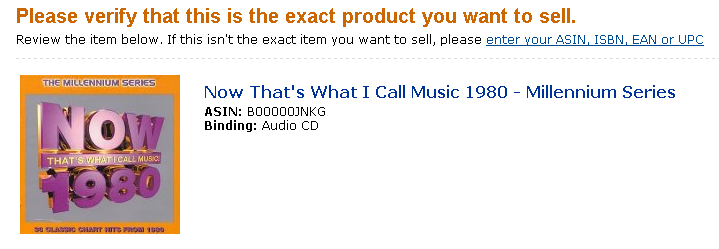 Please verify that this is the exact product you want to sell.
Review the item below. If this isn't the exact item you want to sell, please enter your ASIN, ISBN, EAN or UPC
THE MILLENNIUM SERIES
NOW
THAT'S WHAT I CALL MUSIC!
1980
36 CLASSIC CHART HITS FROM 1980
Now That's What I Call Music 1980 - Millennium Series
ASIN: B00000JNKG
Binding: Audio CD